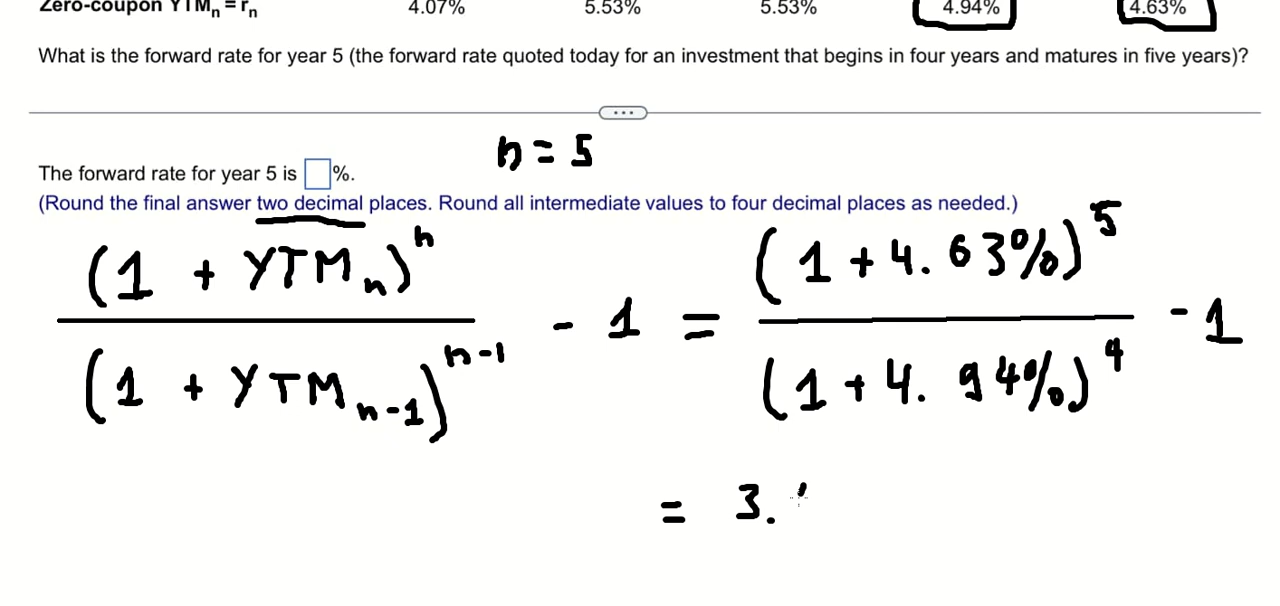 Zero-coupon YTMn = rn 4.07% 5.53% 5.53% 4.94% 4.63%
What is the forward rate for year 5 (the forward rate quoted today for an investment that begins in four years and matures in five years)?
n = 5
The forward rate for year 5 is %.
(Round the final answer two decimal places. Round all intermediate values to four decimal places as needed.)
(1 + YTMn)^n / (1 + YTMn-1)^n-1 - 1 = (1 + 4.63%)^5 / (1 + 4.94%)^4 - 1
= 3.